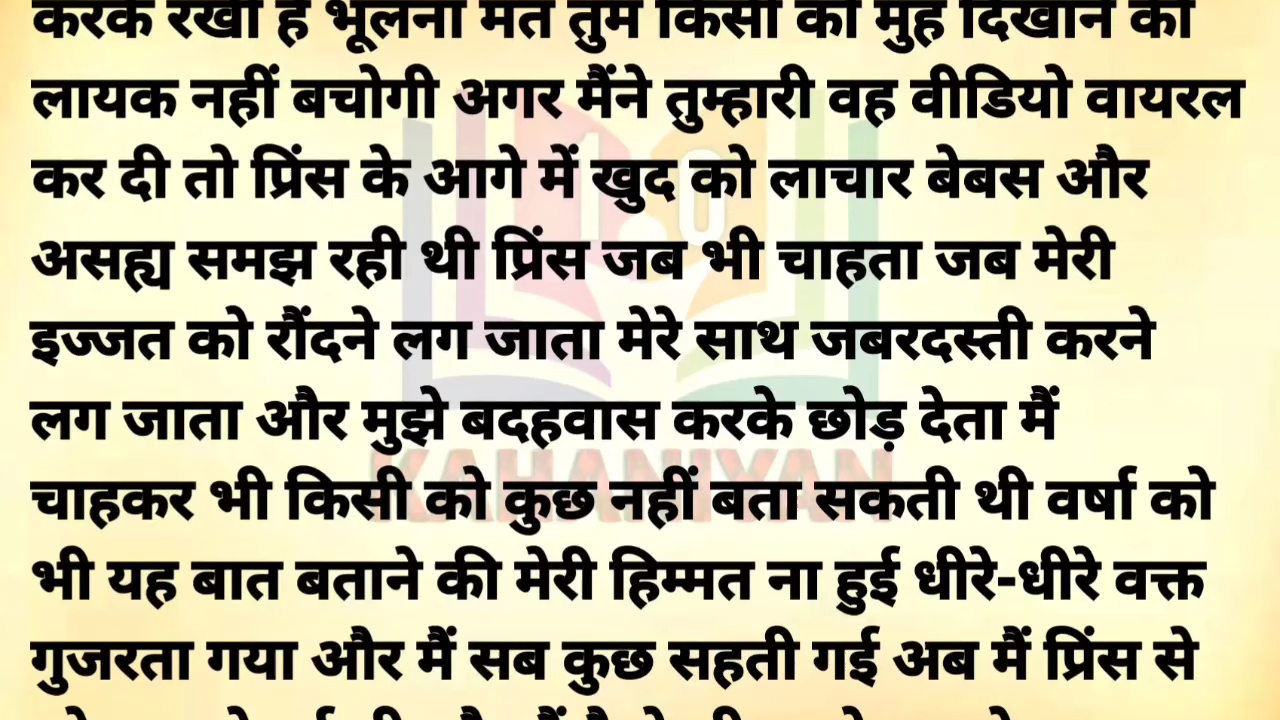 करके रखी है भूलना मत तुम किसी को मुंह दिखाने की
लायक नहीं बचोगी अगर मैंने तुम्हारी वह वीडियो वायरल
कर दी तो प्रिंस के आगे में खुद को लाचार बेबस और
असह्य समझ रही थी प्रिंस जब भी चाहता जब मेरी
इज्जत को रौंदने लग जाता मेरे साथ जबरदस्ती करने
लग जाता और मुझे बदहवास करके छोड़ देता मैं
चाहकर भी किसी को कुछ नहीं बता सकती थी वर्षा को
भी यह बात बताने की मेरी हिम्मत ना हुई धीरे-धीरे वक्त
गुजरता गया और मैं सब कुछ सहती गई अब मैं प्रिंस से
10
KAHANIYAN